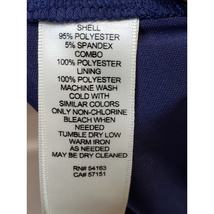 SHELL
95% POLYESTER
5% SPANDEX
COMBO
100% POLYESTER
LINING
100% POLYESTER
MACHINE WASH
COLD WITH
SIMILAR COLORS
ONLY NON-CHLORINE
BLEACH WHEN
NEEDED
TUMBLE DRY LOW
WARM IRON
AS NEEDED
MAY BE DRY CLEANED
RN# 54163
CA# 57151